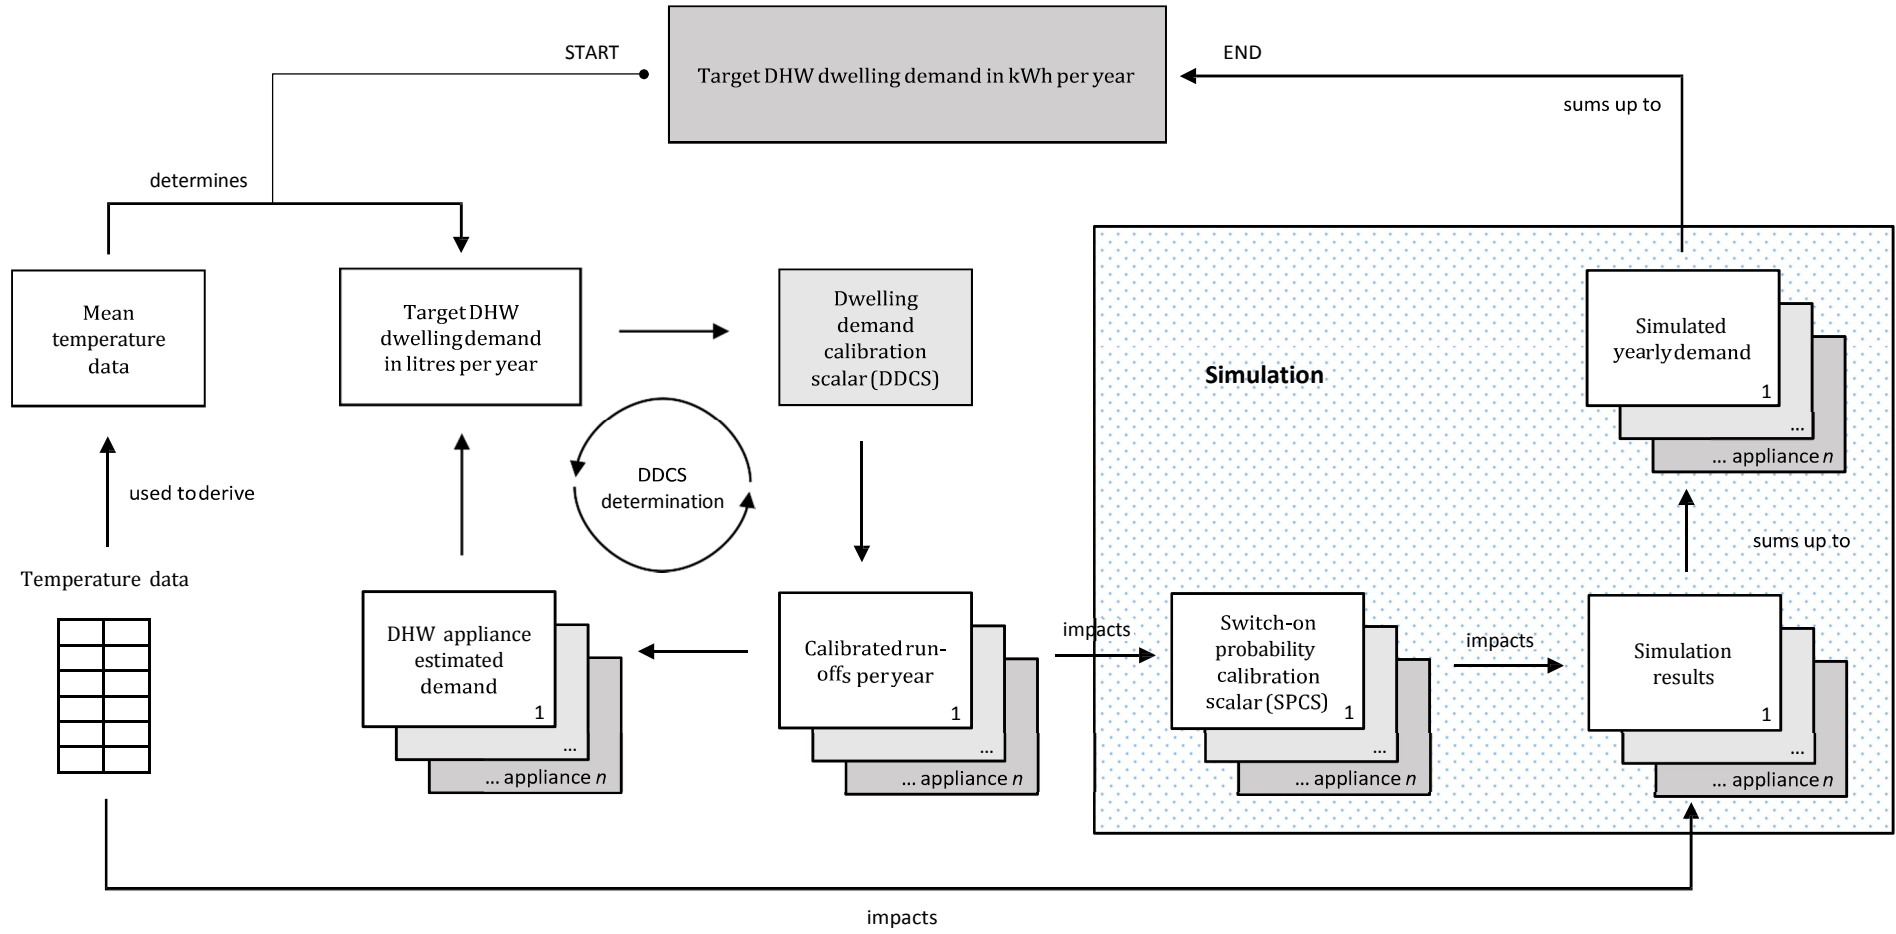 START
Target DHW dwelling demand in kWh per year
END
sums up to
determines
Mean
temperature
data
Target DHW
dwelling demand
in litres per year
Dwelling
demand
calibration
scalar (DDCS)
Simulation
Simulated
yearly demand
1
...
... appliance n
used to derive
DDCS
determination
sums up to
Temperature data
DHW appliance
estimated
demand
1
...
... appliance n
Calibrated run-
offs per year
1
...
... appliance n
impacts
Switch-on
probability
calibration
scalar (SPCS)
1
...
... appliance n
impacts
Simulation
results
1
...
... appliance n
impacts